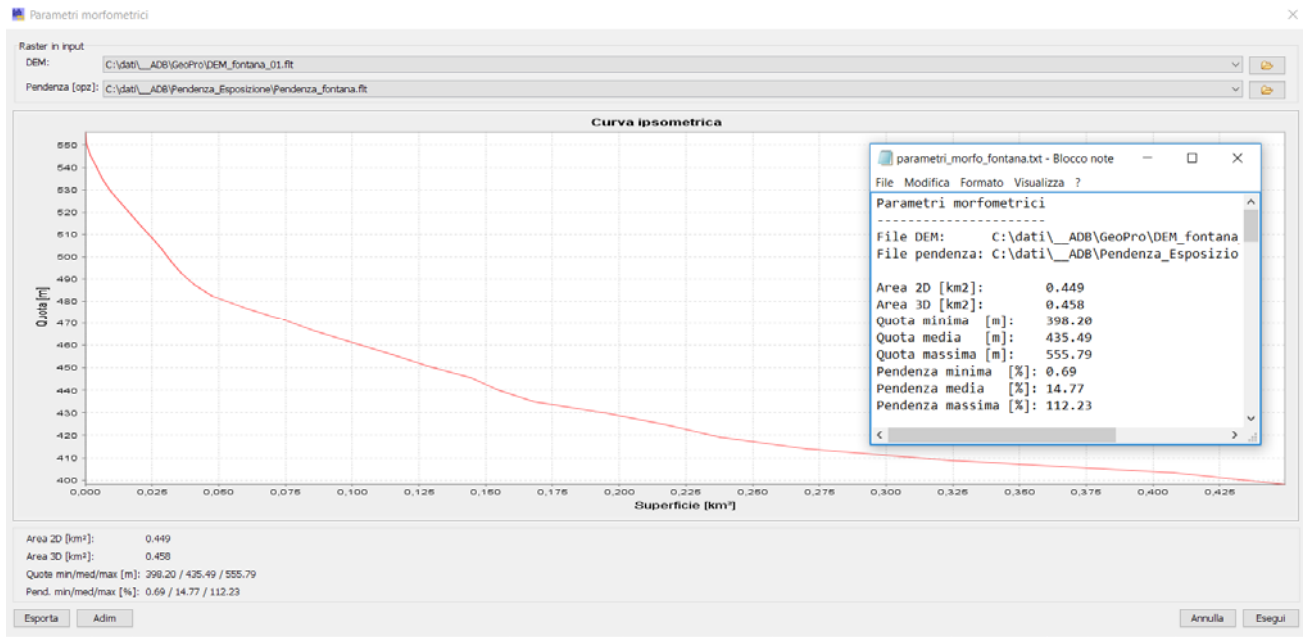 Parametri morfometrici
Raster in input
DEM: C:\dati\__ADB\GeoPro\DEM_fontana_01.flt
Pendenza [opz]: C:\dati\__ADB\Pendenza_Esposizione\Pendenza_fontana.flt
Curva ipsometrica
550
540
530
520
510
500
490
480
470
460
450
440
430
420
410
400
Quota [m]
0,000 0,025 0,050 0,075 0,100 0,125 0,150 0,175 0,200 0,225 0,250 0,275 0,300 0,325 0,350 0,375 0,400 0,425
Superficie [km²]
parametri_morfo_fontana.txt - Blocco note
File Modifica Formato Visualizza ?
Parametri morfometrici
----------------------
File DEM: C:\dati\__ADB\GeoPro\DEM_fontana_
File pendenza: C:\dati\__ADB\Pendenza_Esposizio
Area 2D [km2]: 0.449
Area 3D [km2]: 0.458
Quota minima [m]: 398.20
Quota media [m]: 435.49
Quota massima [m]: 555.79
Pendenza minima [%]: 0.69
Pendenza media [%]: 14.77
Pendenza massima [%]: 112.23
Area 2D [km²]: 0.449
Area 3D [km²]: 0.458
Quote min/med/max [m]: 398.20 / 435.49 / 555.79
Pend. min/med/max [%]: 0.69 / 14.77 / 112.23
Esporta Adim Annulla Esegui